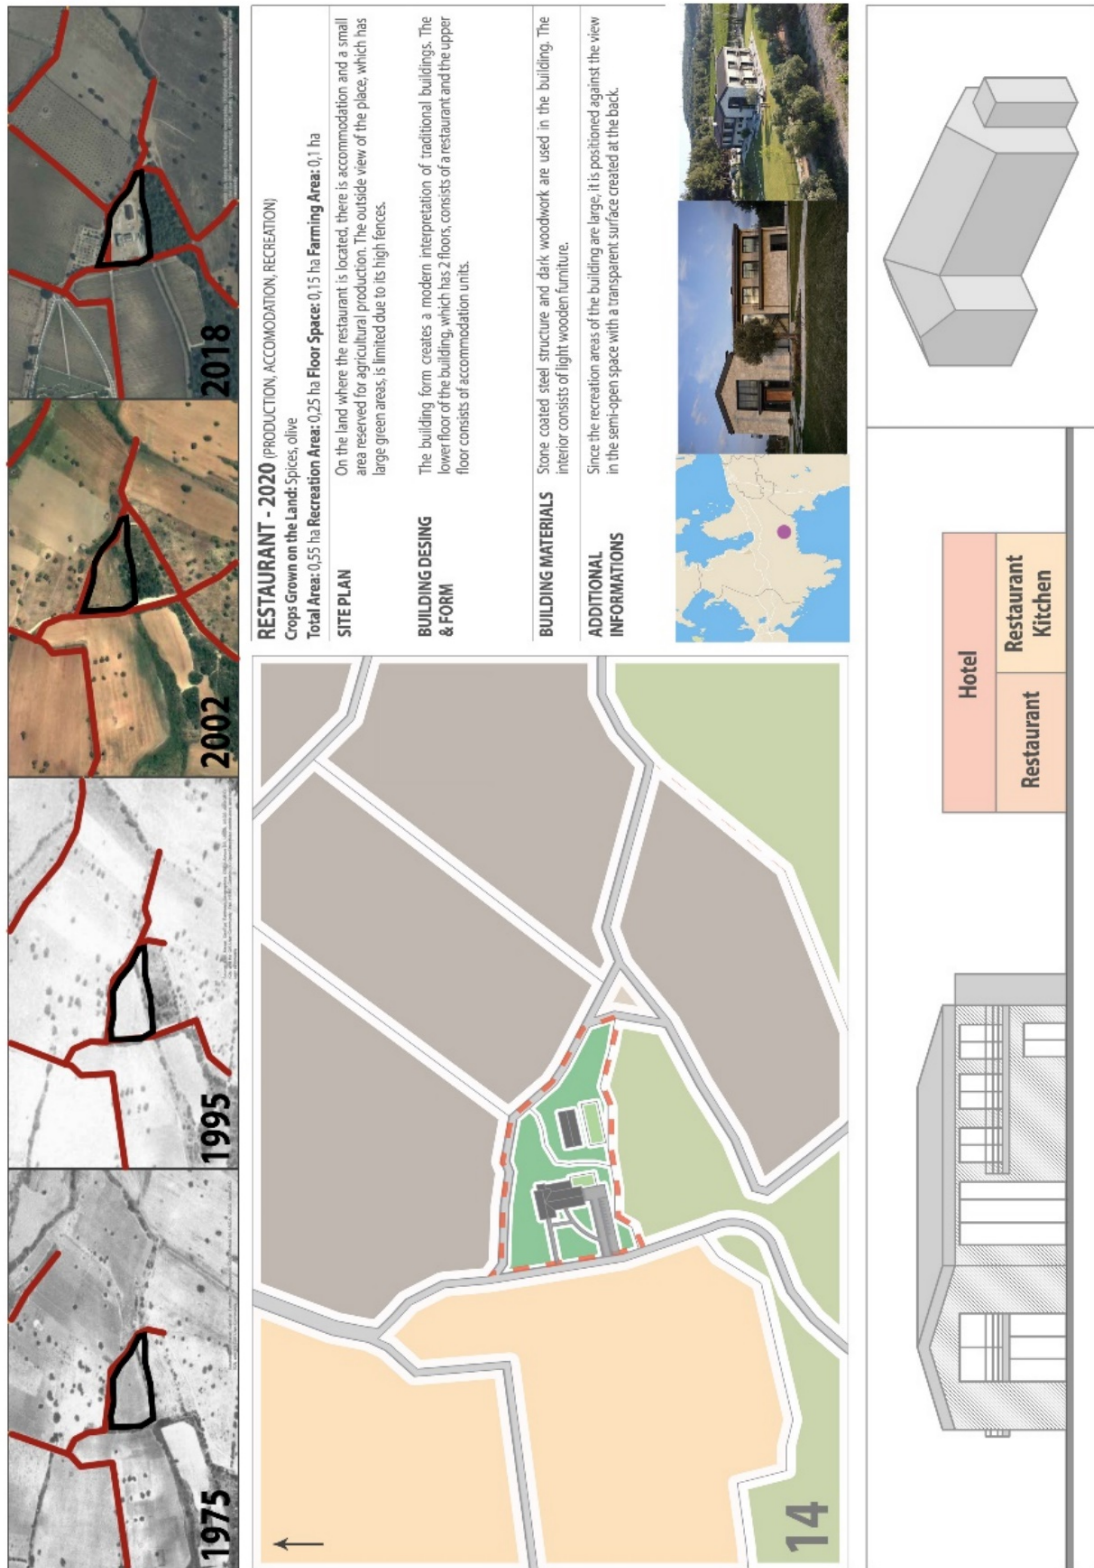 1975
1995
2002
2018
14
RESTAURANT - 2020 (PRODUCTION, ACCOMODATION, RECREATION)
Crops Grown on the Land: Spices, olive
Total Area: 0,55 ha Recreation Area: 0,25 ha Floor Space: 0,15 ha Farming Area: 0,1 ha
SITE PLAN
On the land where the restaurant is located, there is accommodation and a small
area reserved for agricultural production. The outside view of the place, which has
large green areas, is limited due to its high fences.
BUILDING DESING
& FORM
The building form creates a modern interpretation of traditional buildings. The
lower floor of the building, which has 2 floors, consists of a restaurant and the upper
floor consists of accommodation units.
BUILDING MATERIALS
Stone coated steel structure and dark woodwork are used in the building. The
interior consists of light wooden furniture.
ADDITIONAL
INFORMATIONS
Since the recreation areas of the building are large, it is positioned against the view
in the semi-open space with a transparent surface created at the back.
Hotel
Restaurant
Restaurant
Kitchen